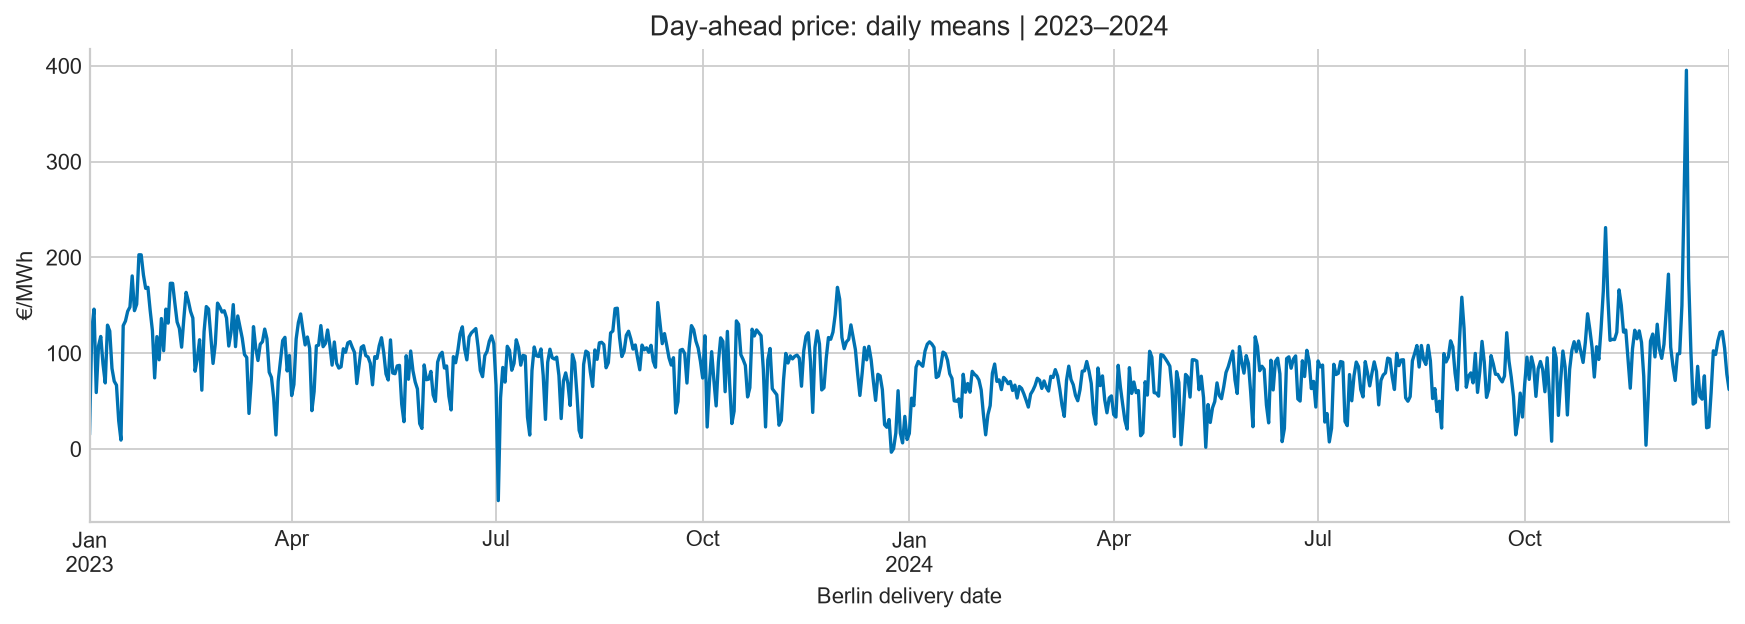 Day-ahead price: daily means | 2023–2024
€/MWh
400
300
200
100
0
Jan
2023
Apr
Jul
Oct
Jan
2024
Apr
Jul
Oct
Berlin delivery date